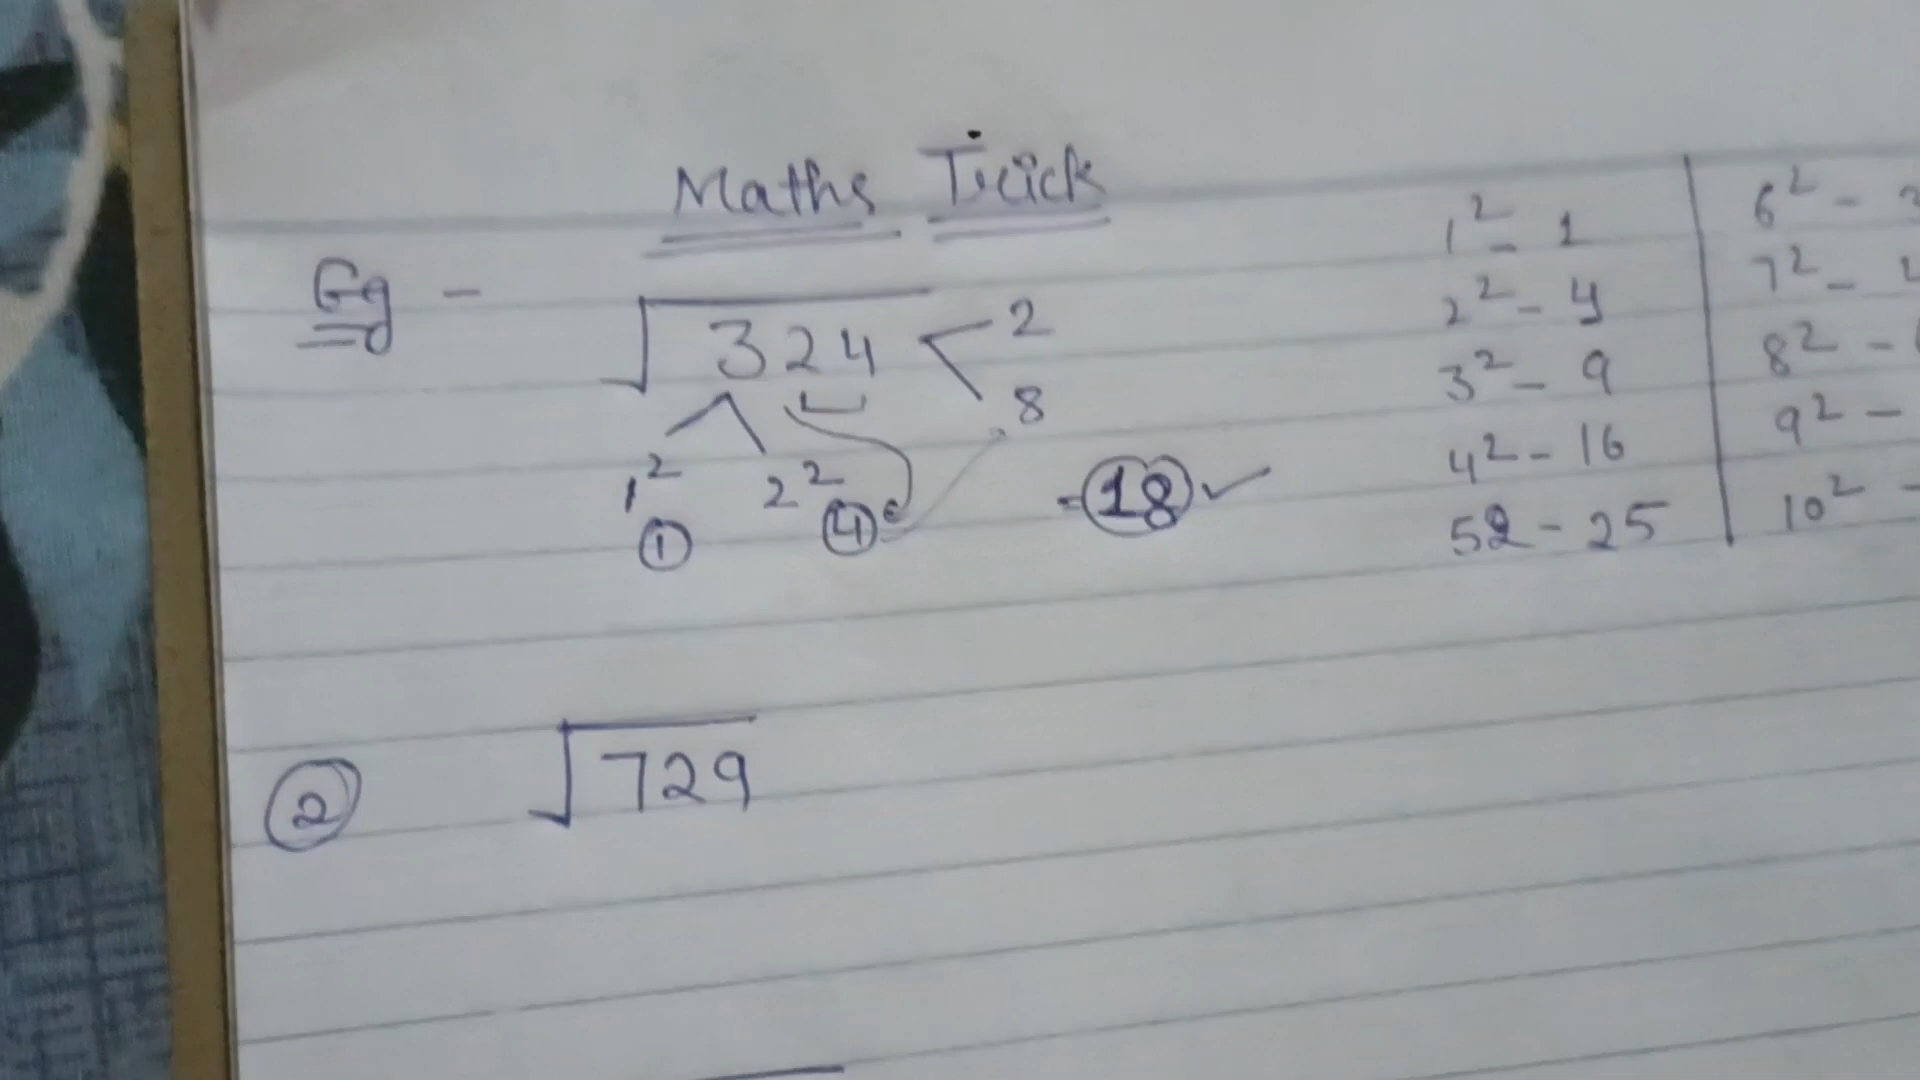 Maths Trick
Eg -
√324 < 2
8
1² 2²
① ④
= ⑱ ✓
1² - 1
2² - 4
3² - 9
4² - 16
52 - 25
6² -
7² -
8² -
9² -
10² -
② √729